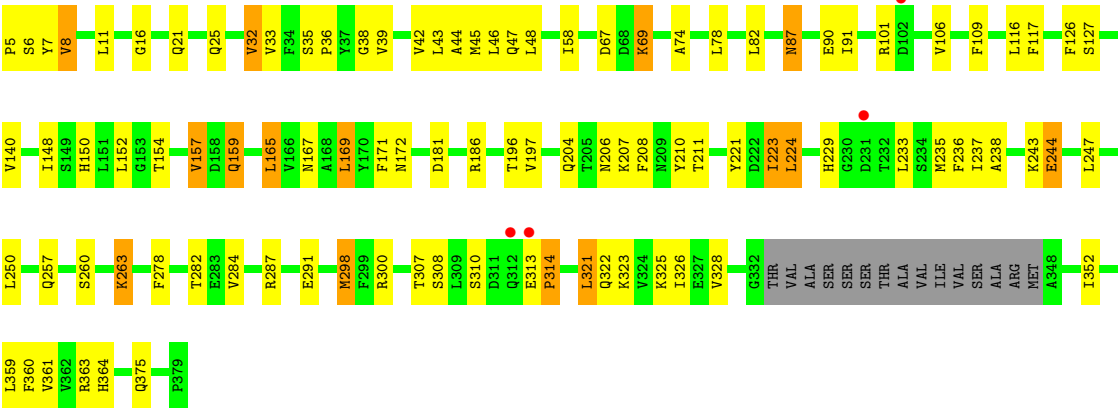 P5 S6 Y7 V8 L11 G16 Q21 Q25 V32 V33 F34 S35 P36 Y37 G38 V39 V42 L43 A44 M45 L46 Q47 L48 I58 D67 D68 K69 A74 L78 L82 N87 E90 I91 R101 D102 V106 F109 L116 F117 F126 S127
V140 I148 S149 H150 L151 L152 G153 T154 V157 D158 Q159 L165 V166 N167 A168 L169 Y170 F171 N172 D181 R186 T196 V197 Q204 T205 N206 K207 F208 N209 Y210 T211 Y221 D222 I223 L224 H229 G230 D231 T232 L233 S234 M235 F236 I237 A238 K243 E244 L247
L250 Q257 S260 K263 F278 T282 E283 V284 R287 E291 M298 F299 R300 T307 S308 L309 S310 D311 Q312 E313 P314 L321 Q322 K323 V324 K325 I326 E327 V328 G332 THR VAL ALA SER SER SER THR ALA VAL ILE VAL SER ALA ARG MET A348 I352
L359 F360 V361 V362 R363 H364 Q375 P379